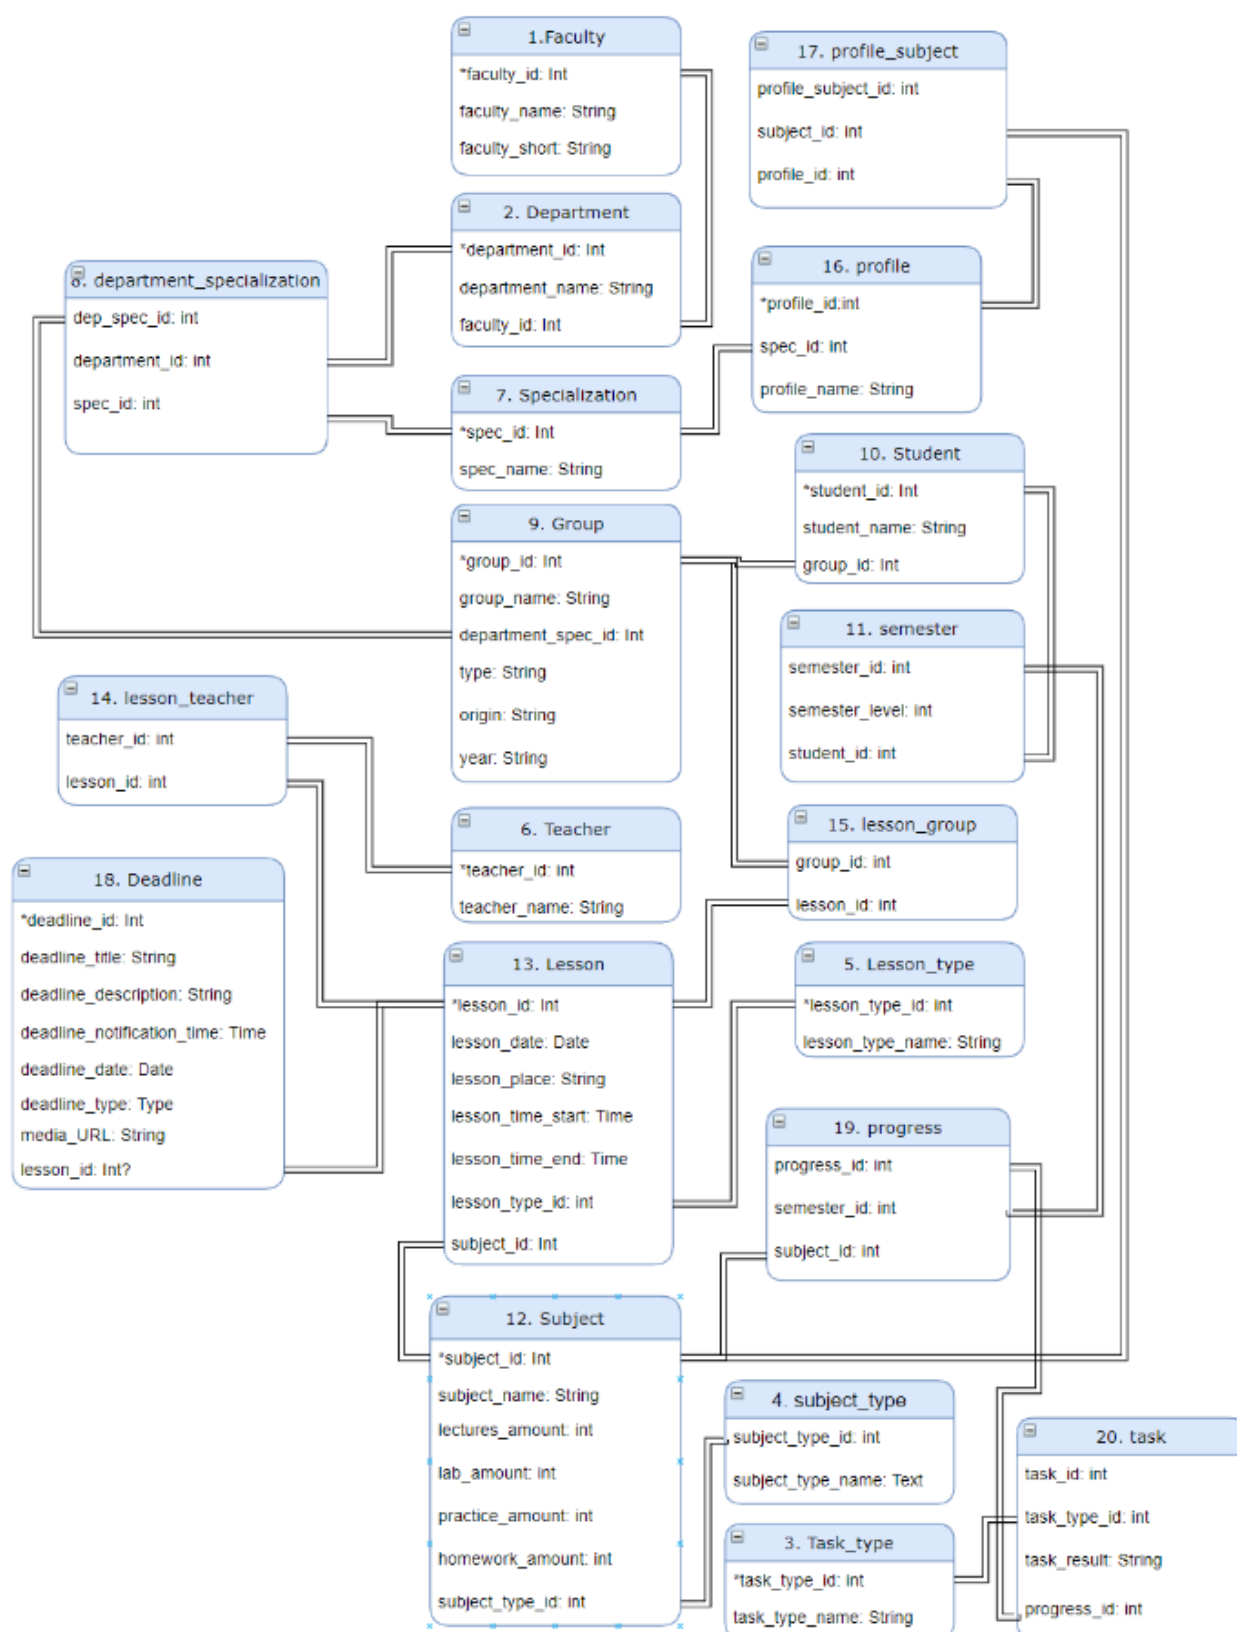 1.Faculty
*faculty_id: Int
faculty_name: String
faculty_short: String
17. profile_subject
profile_subject_id: int
subject_id: int
profile_id: int
2. Department
*department_id: Int
department_name: String
faculty_id: Int
8. department_specialization
dep_spec_id: int
department_id: int
spec_id: int
16. profile
*profile_id:int
spec_id: int
profile_name: String
7. Specialization
*spec_id: Int
spec_name: String
10. Student
*student_id: Int
student_name: String
group_id: Int
9. Group
*group_id: Int
group_name: String
department_spec_id: Int
type: String
origin: String
year: String
11. semester
semester_id: int
semester_level: int
student_id: int
14. lesson_teacher
teacher_id: int
lesson_id: int
6. Teacher
*teacher_id: int
teacher_name: String
15. lesson_group
group_id: int
lesson_id: int
18. Deadline
*deadline_id: Int
deadline_title: String
deadline_description: String
deadline_notification_time: Time
deadline_date: Date
deadline_type: Type
media_URL: String
lesson_id: Int?
13. Lesson
*lesson_id: Int
lesson_date: Date
lesson_place: String
lesson_time_start: Time
lesson_time_end: Time
lesson_type_id: int
subject_id: Int
5. Lesson_type
*lesson_type_id: int
lesson_type_name: String
19. progress
progress_id: int
semester_id: int
subject_id: int
12. Subject
*subject_id: Int
subject_name: String
lectures_amount: int
lab_amount: int
practice_amount: int
homework_amount: int
subject_type_id: int
4. subject_type
subject_type_id: int
subject_type_name: Text
3. Task_type
*task_type_id: int
task_type_name: String
20. task
task_id: int
task_type_id: int
task_result: String
progress_id: int